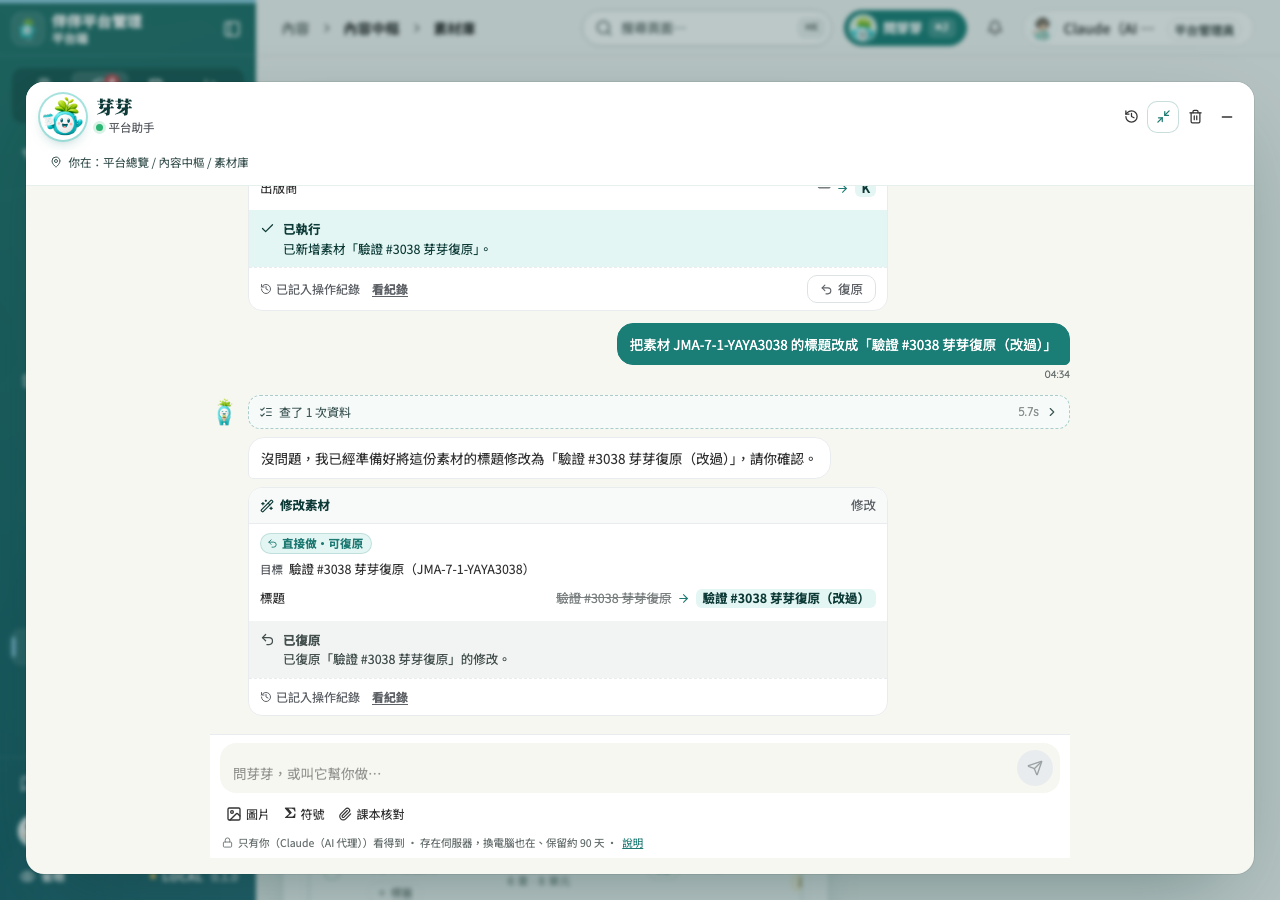 得得平台管理
平台端
內容 › 內容中樞 › 素材庫
搜尋頁面…
問芽芽
Claude（AI …
平台管理員
芽芽
平台助手
你在：平台總覽 / 內容中樞 / 素材庫
出版商 — → K
已執行
已新增素材「驗證 #3038 芽芽復原」。
已記入操作紀錄 看紀錄 復原
把素材 JMA-7-1-YAYA3038 的標題改成「驗證 #3038 芽芽復原（改過）」
04:34
查了 1 次資料 5.7s
沒問題，我已經準備好將這份素材的標題修改為「驗證 #3038 芽芽復原（改過）」，請你確認。
修改素材 修改
直接做・可復原
目標 驗證 #3038 芽芽復原（JMA-7-1-YAYA3038）
標題 驗證 #3038 芽芽復原 → 驗證 #3038 芽芽復原（改過）
已復原
已復原「驗證 #3038 芽芽復原」的修改。
已記入操作紀錄 看紀錄
問芽芽，或叫它幫你做…
圖片 符號 課本核對
只有你（Claude（AI 代理））看得到 ・ 存在伺服器，換電腦也在、保留約 90 天 ・ 說明